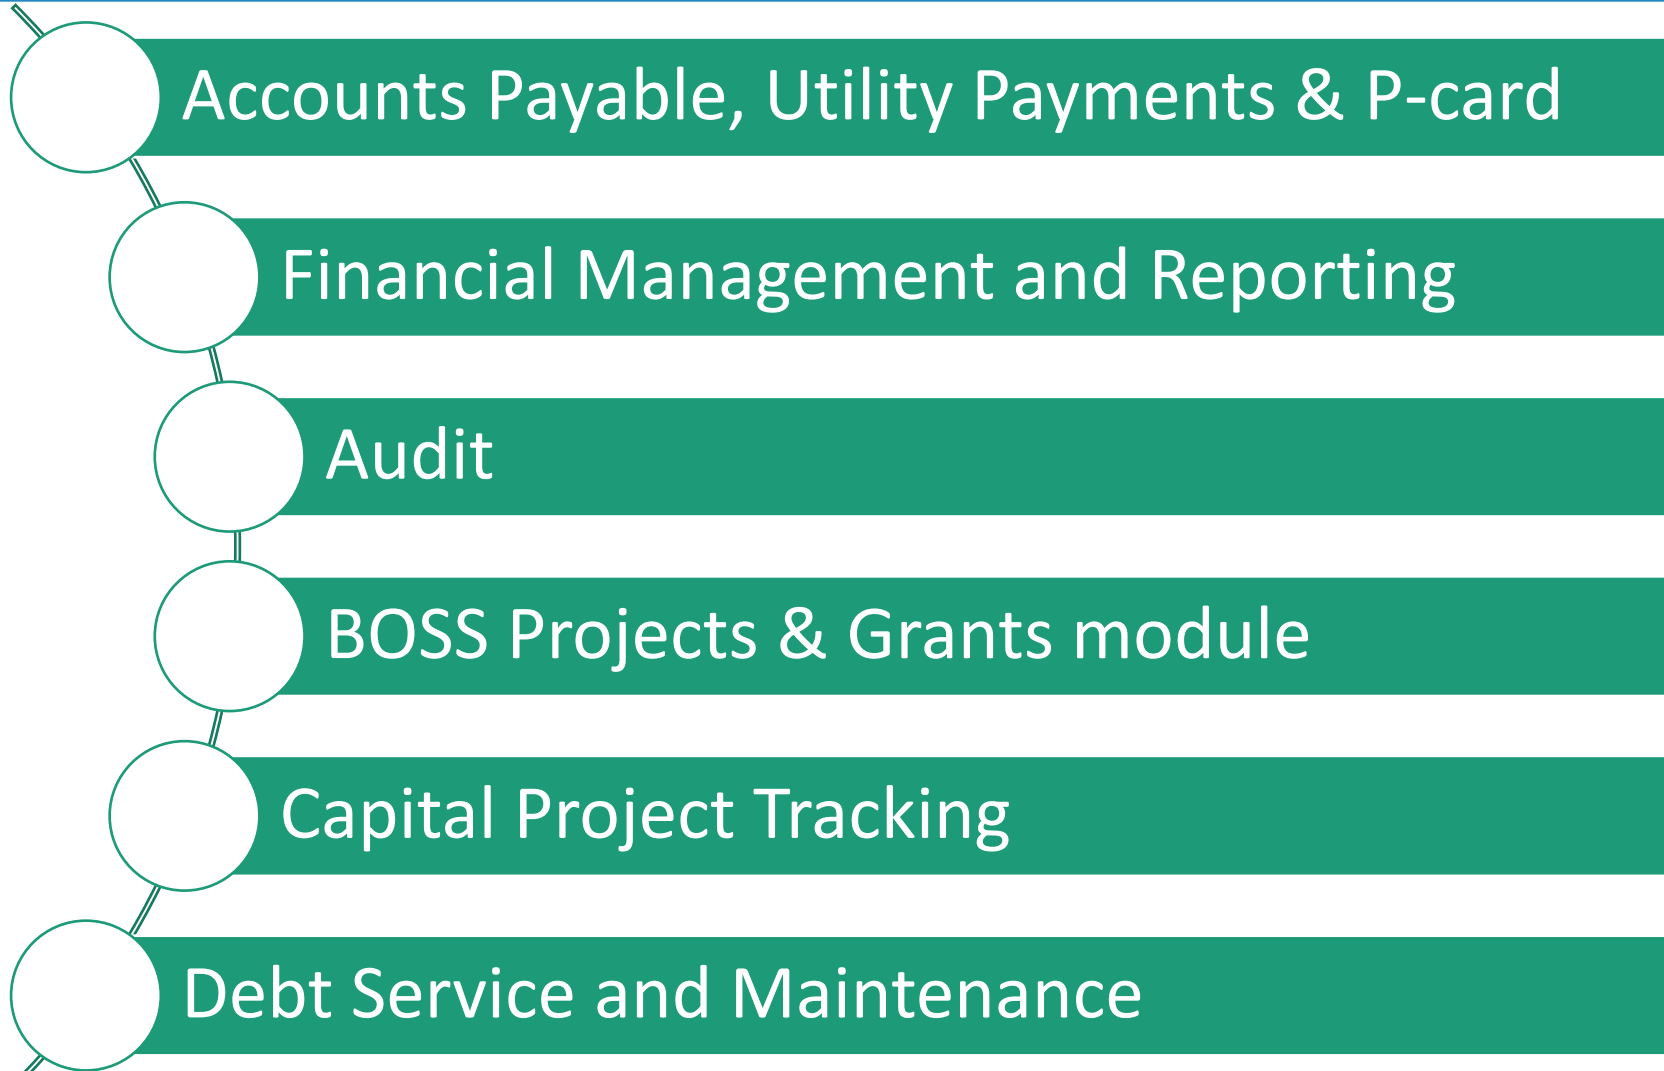 Accounts Payable, Utility Payments & P-card
Financial Management and Reporting
Audit
BOSS Projects & Grants module
Capital Project Tracking
Debt Service and Maintenance